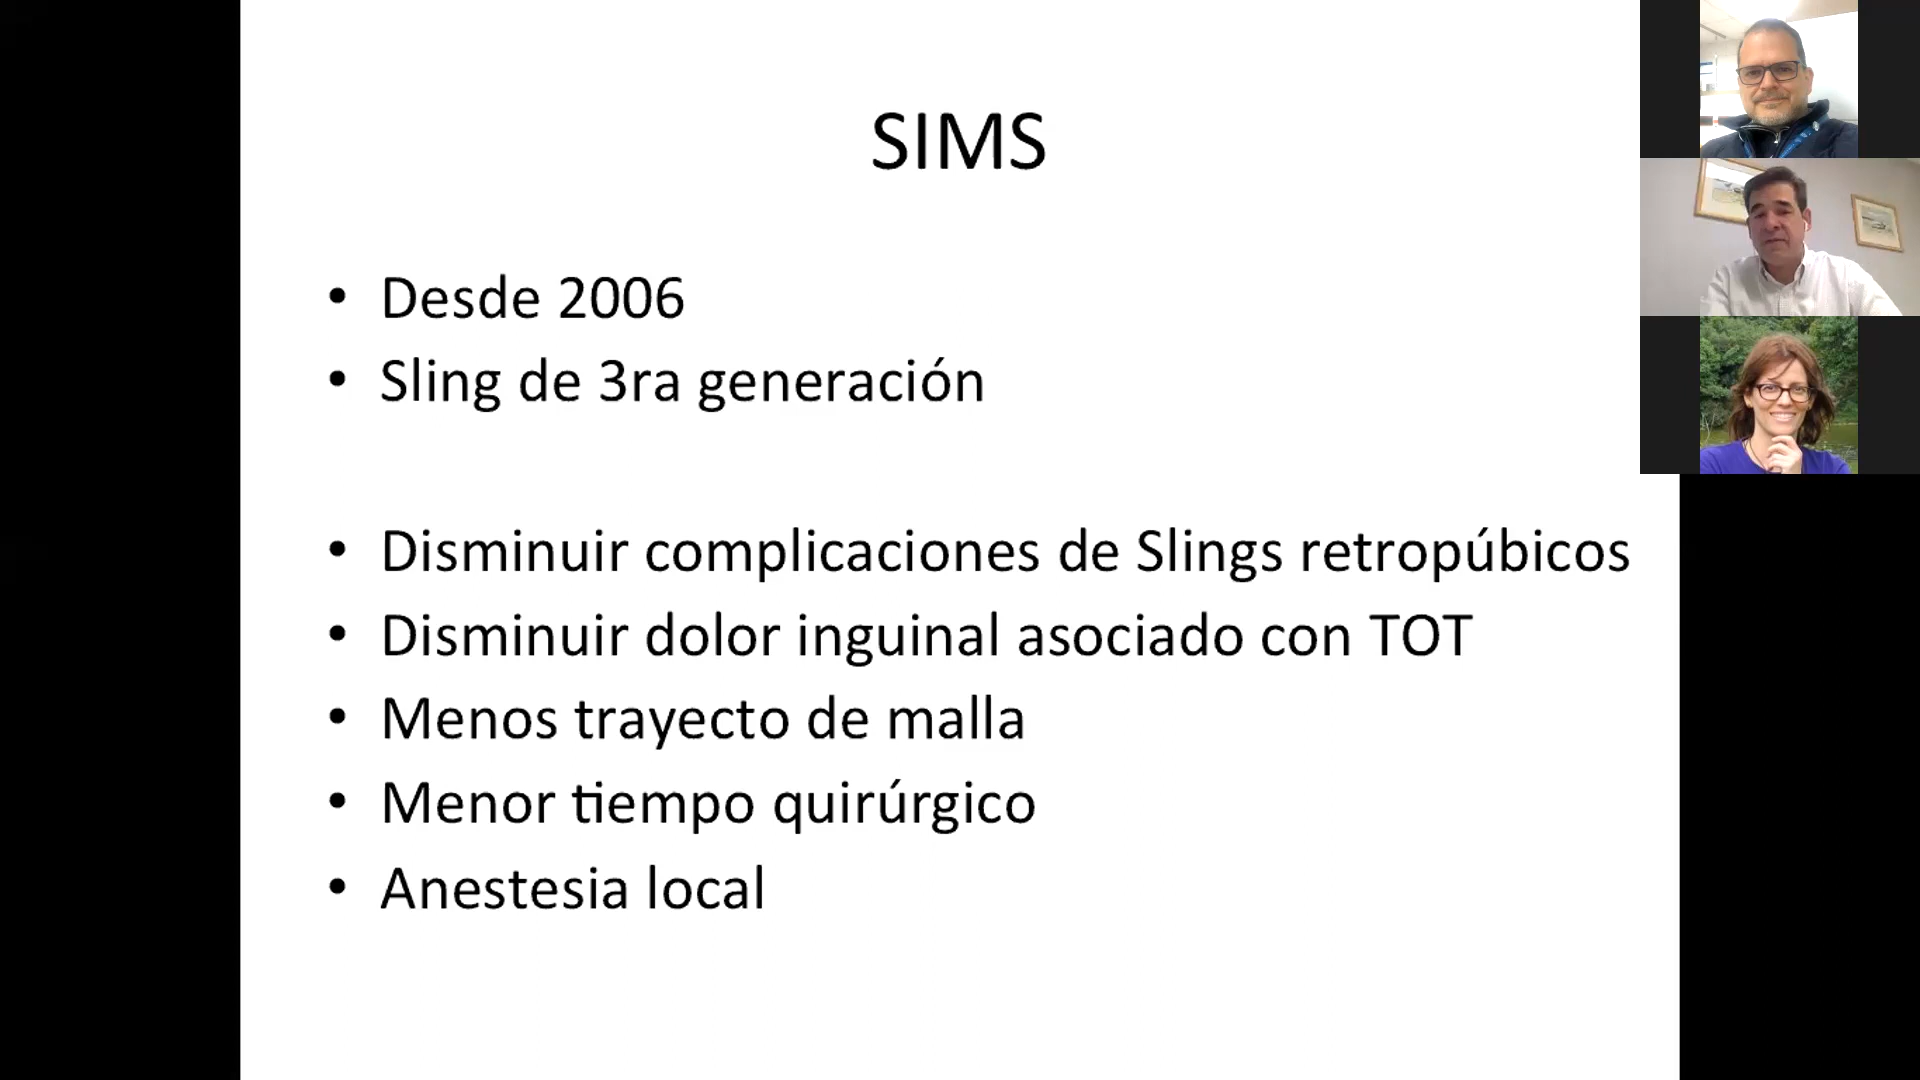 SIMS
• Desde 2006
• Sling de 3ra generación
• Disminuir complicaciones de Slings retropúbicos
• Disminuir dolor inguinal asociado con TOT
• Menos trayecto de malla
• Menor tiempo quirúrgico
• Anestesia local